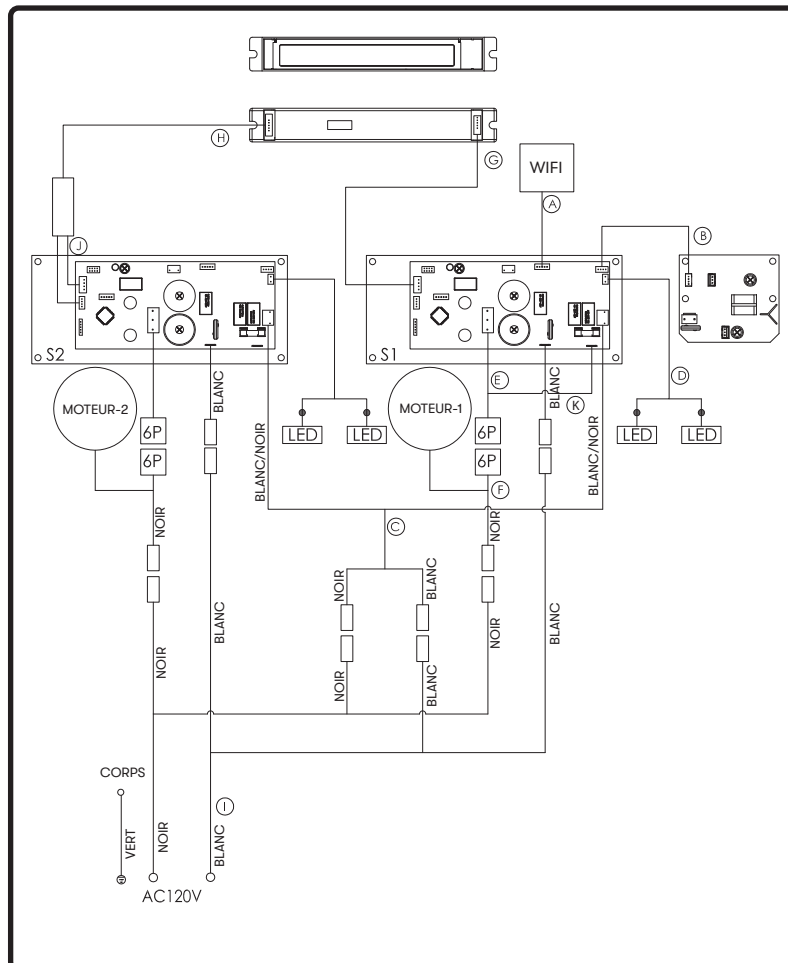 H
G
WIFI
A
J
B
S2
S1
E
K
D
MOTEUR-2
BLANC
MOTEUR-1
BLANC
6P
6P
LED
LED
BLANC/NOIR
6P
6P
LED
LED
BLANC/NOIR
F
NOIR
C
NOIR
NOIR
BLANC
NOIR
BLANC
NOIR
BLANC
NOIR
BLANC
CORPS
VERT
NOIR
I
BLANC
AC120V